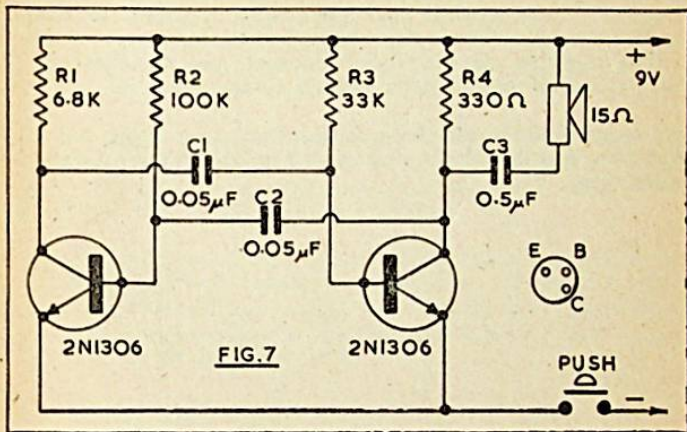 R1
6.8K
R2
100K
R3
33K
R4
330Ω
+
9V
15Ω
C1
0.05µF
C2
0.05µF
C3
0.5µF
E
B
C
2N1306
FIG.7
2N1306
PUSH
−